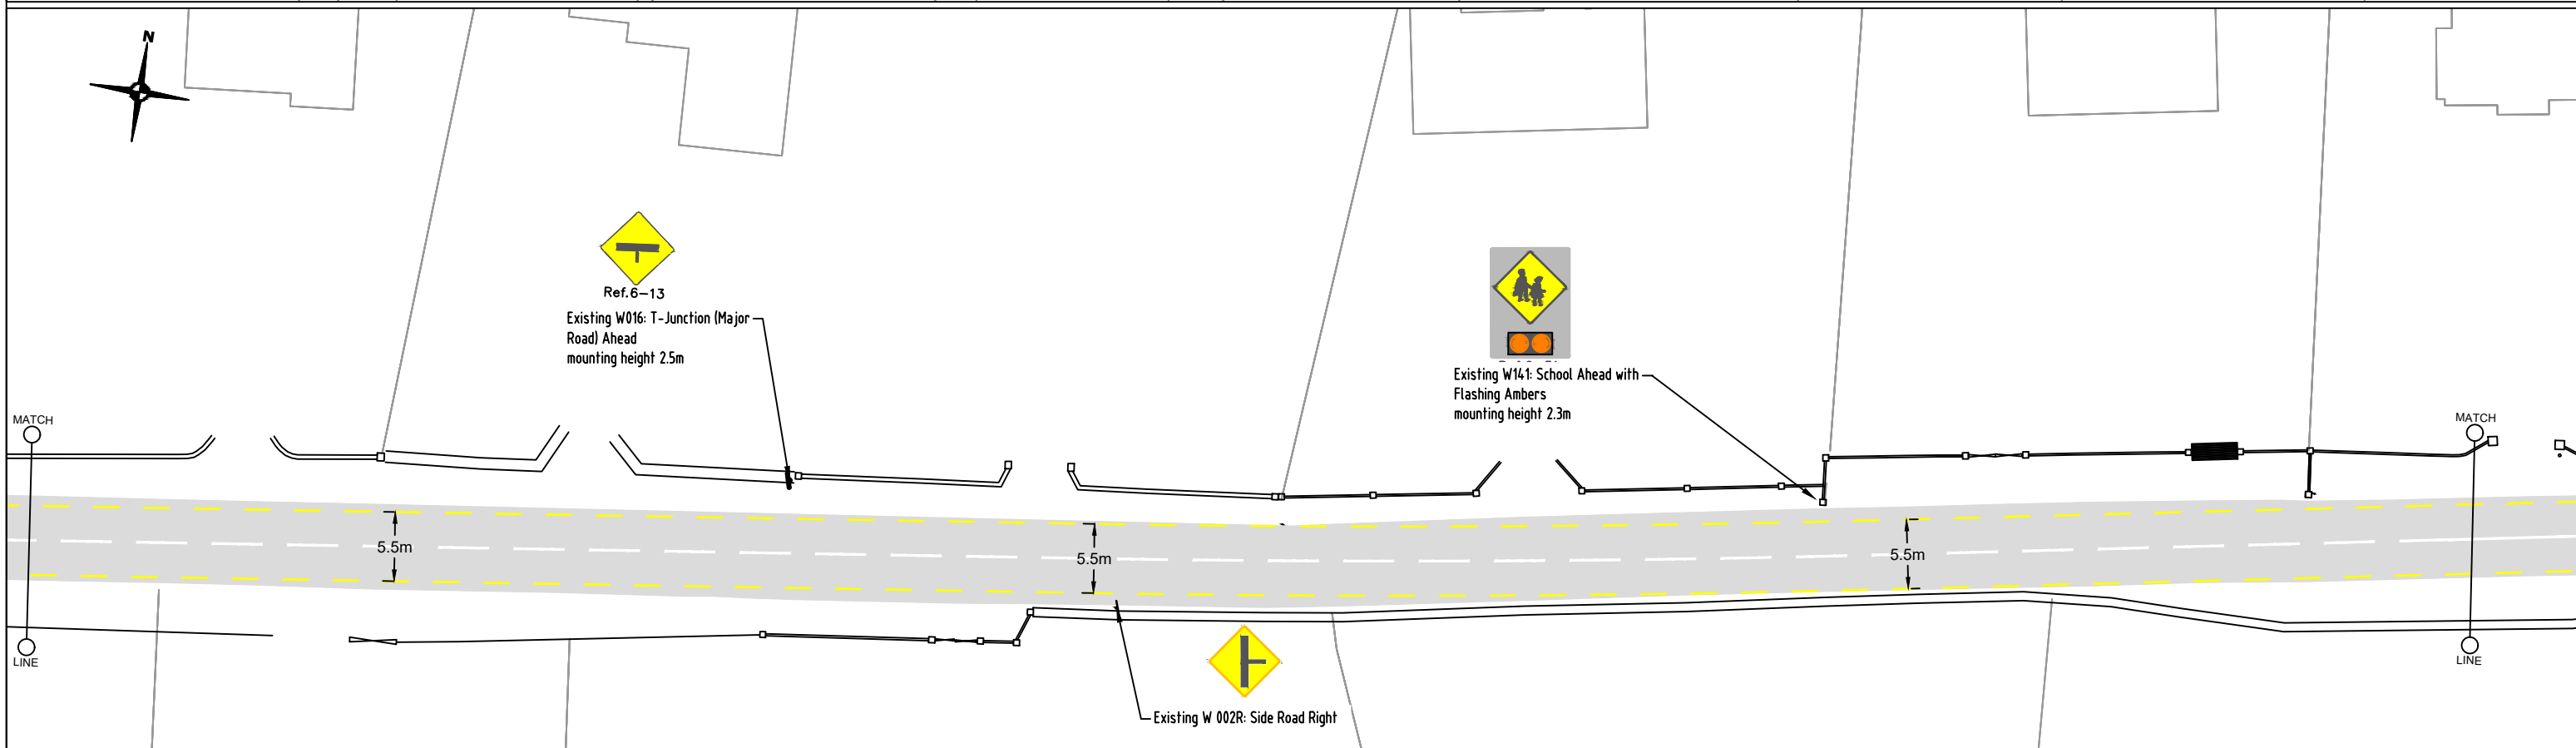 N
Ref.6-13
Existing W016: T-Junction (Major
Road) Ahead
mounting height 2.5m
Existing W141: School Ahead with
Flashing Ambers
mounting height 2.3m
MATCH
MATCH
5.5m
5.5m
5.5m
LINE
LINE
Existing W 002R: Side Road Right